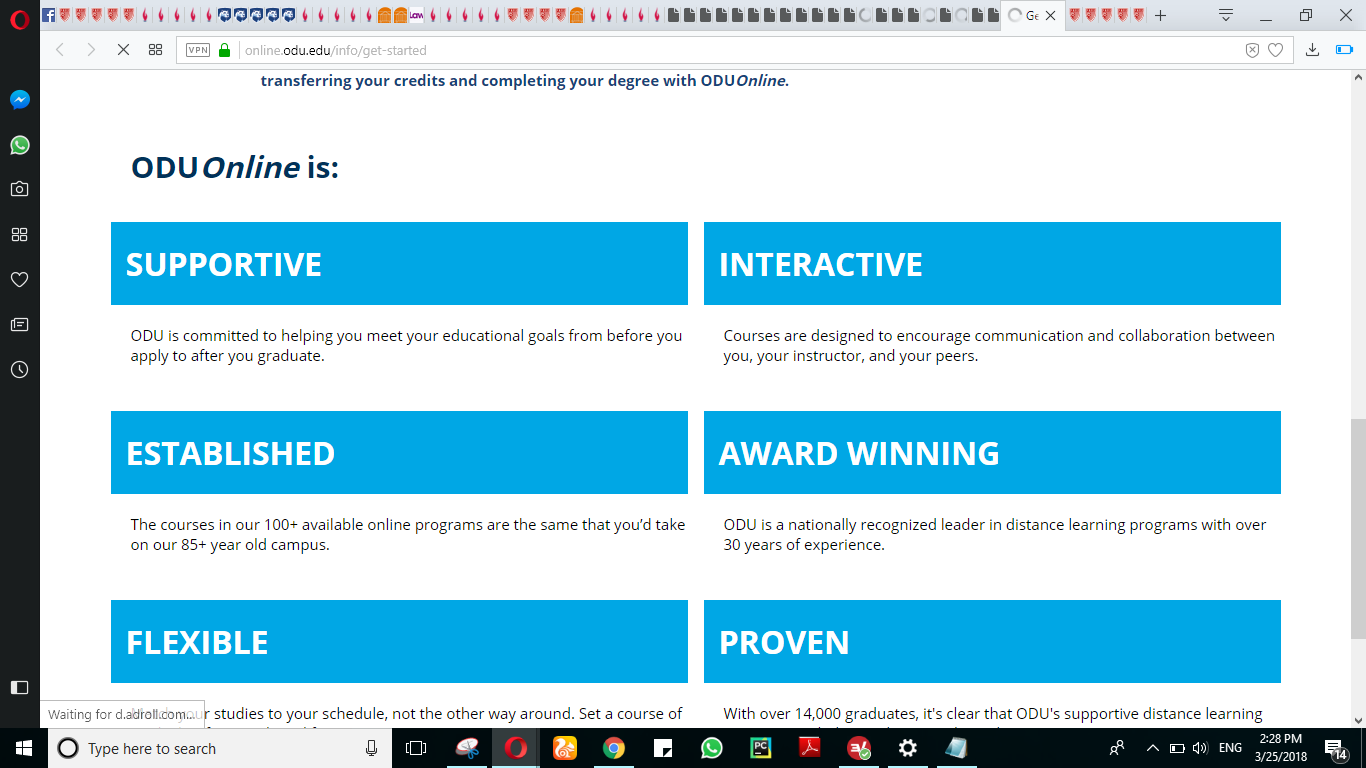 Ge
VPN
online.odu.edu/info/get-started
transferring your credits and completing your degree with ODUOnline.
ODUOnline is:
SUPPORTIVE
ODU is committed to helping you meet your educational goals from before you
apply to after you graduate.
INTERACTIVE
Courses are designed to encourage communication and collaboration between
you, your instructor, and your peers.
ESTABLISHED
The courses in our 100+ available online programs are the same that you’d take
on our 85+ year old campus.
AWARD WINNING
ODU is a nationally recognized leader in distance learning programs with over
30 years of experience.
FLEXIBLE
your studies to your schedule, not the other way around. Set a course of
PROVEN
With over 14,000 graduates, it's clear that ODU's supportive distance learning
Waiting for d.adroll.com...
Type here to search
PC
ENG
2:28 PM
3/25/2018
14